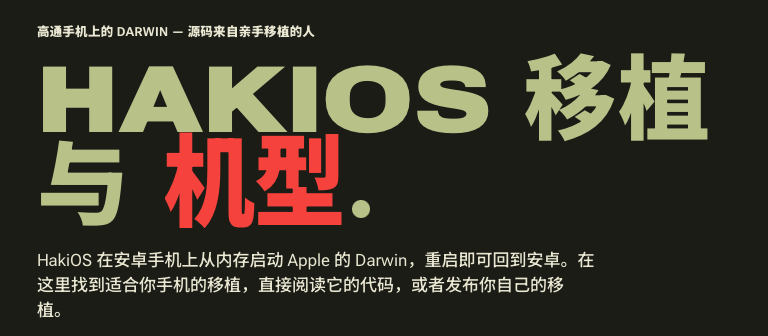 高通手机上的 DARWIN — 源码来自亲手移植的人
HAKIOS 移植
与 机型.
HakiOS 在安卓手机上从内存启动 Apple 的 Darwin，重启即可回到安卓。在
这里找到适合你手机的移植，直接阅读它的代码，或者发布你自己的移
植。